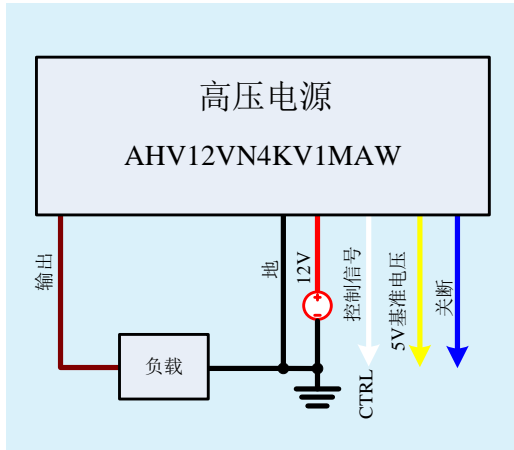 高压电源
AHV12VN4KV1MAW
输出
地
12V
控制信号
5V基准电压
关断
负载
CTRL